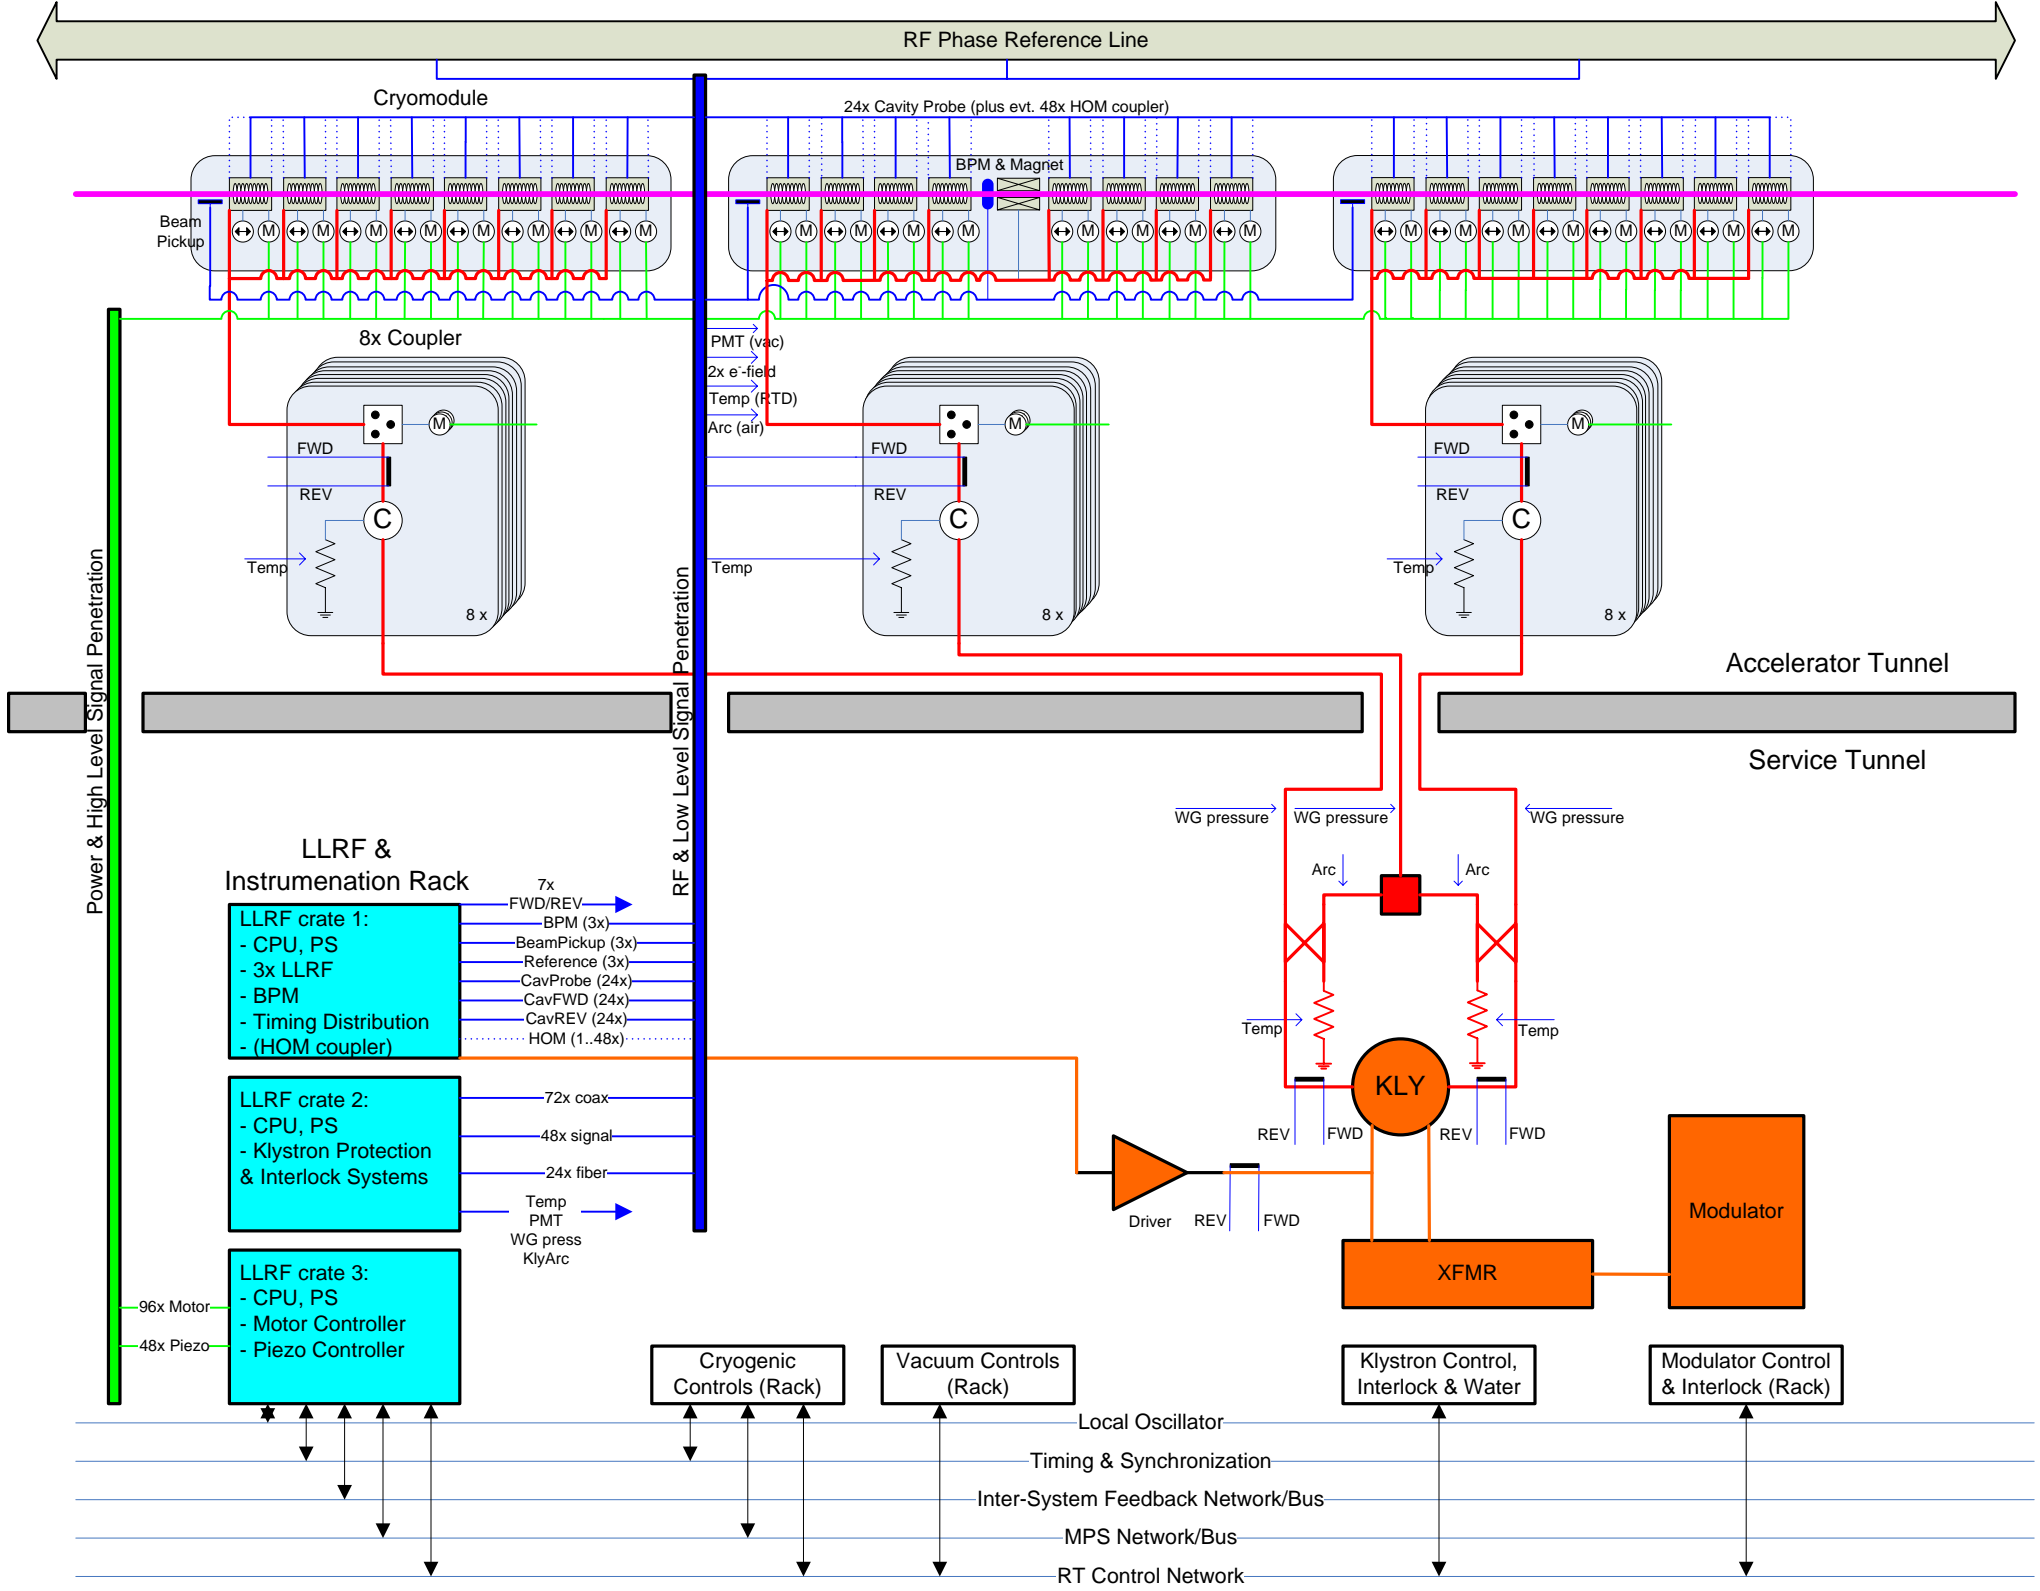 RF Phase Reference Line
Cryomodule
24x Cavity Probe (plus evt. 48x HOM coupler)
BPM & Magnet
Beam
Pickup
M M M M M M M M
M M M M M M M M
M M M M M M M M
8x Coupler
PMT (vac)
2x e⁻-field
Temp (RTD)
Arc (air)
M
FWD
REV
C
Temp
8 x
M
FWD
REV
C
Temp
8 x
M
FWD
REV
C
Temp
8 x
Power & High Level Signal Penetration
RF & Low Level Signal Penetration
Accelerator Tunnel
Service Tunnel
WG pressure
WG pressure
WG pressure
Arc
Arc
Temp
Temp
KLY
REV
FWD
REV
FWD
LLRF &
Instrumenation Rack
LLRF crate 1:
- CPU, PS
- 3x LLRF
- BPM
- Timing Distribution
- (HOM coupler)
7x
FWD/REV
BPM (3x)
BeamPickup (3x)
Reference (3x)
CavProbe (24x)
CavFWD (24x)
CavREV (24x)
HOM (1..48x)
LLRF crate 2:
- CPU, PS
- Klystron Protection
& Interlock Systems
72x coax
48x signal
24x fiber
Temp
PMT
WG press
KlyArc
Driver
REV
FWD
Modulator
XFMR
LLRF crate 3:
- CPU, PS
- Motor Controller
- Piezo Controller
96x Motor
48x Piezo
Cryogenic
Controls (Rack)
Vacuum Controls
(Rack)
Klystron Control,
Interlock & Water
Modulator Control
& Interlock (Rack)
Local Oscillator
Timing & Synchronization
Inter-System Feedback Network/Bus
MPS Network/Bus
RT Control Network